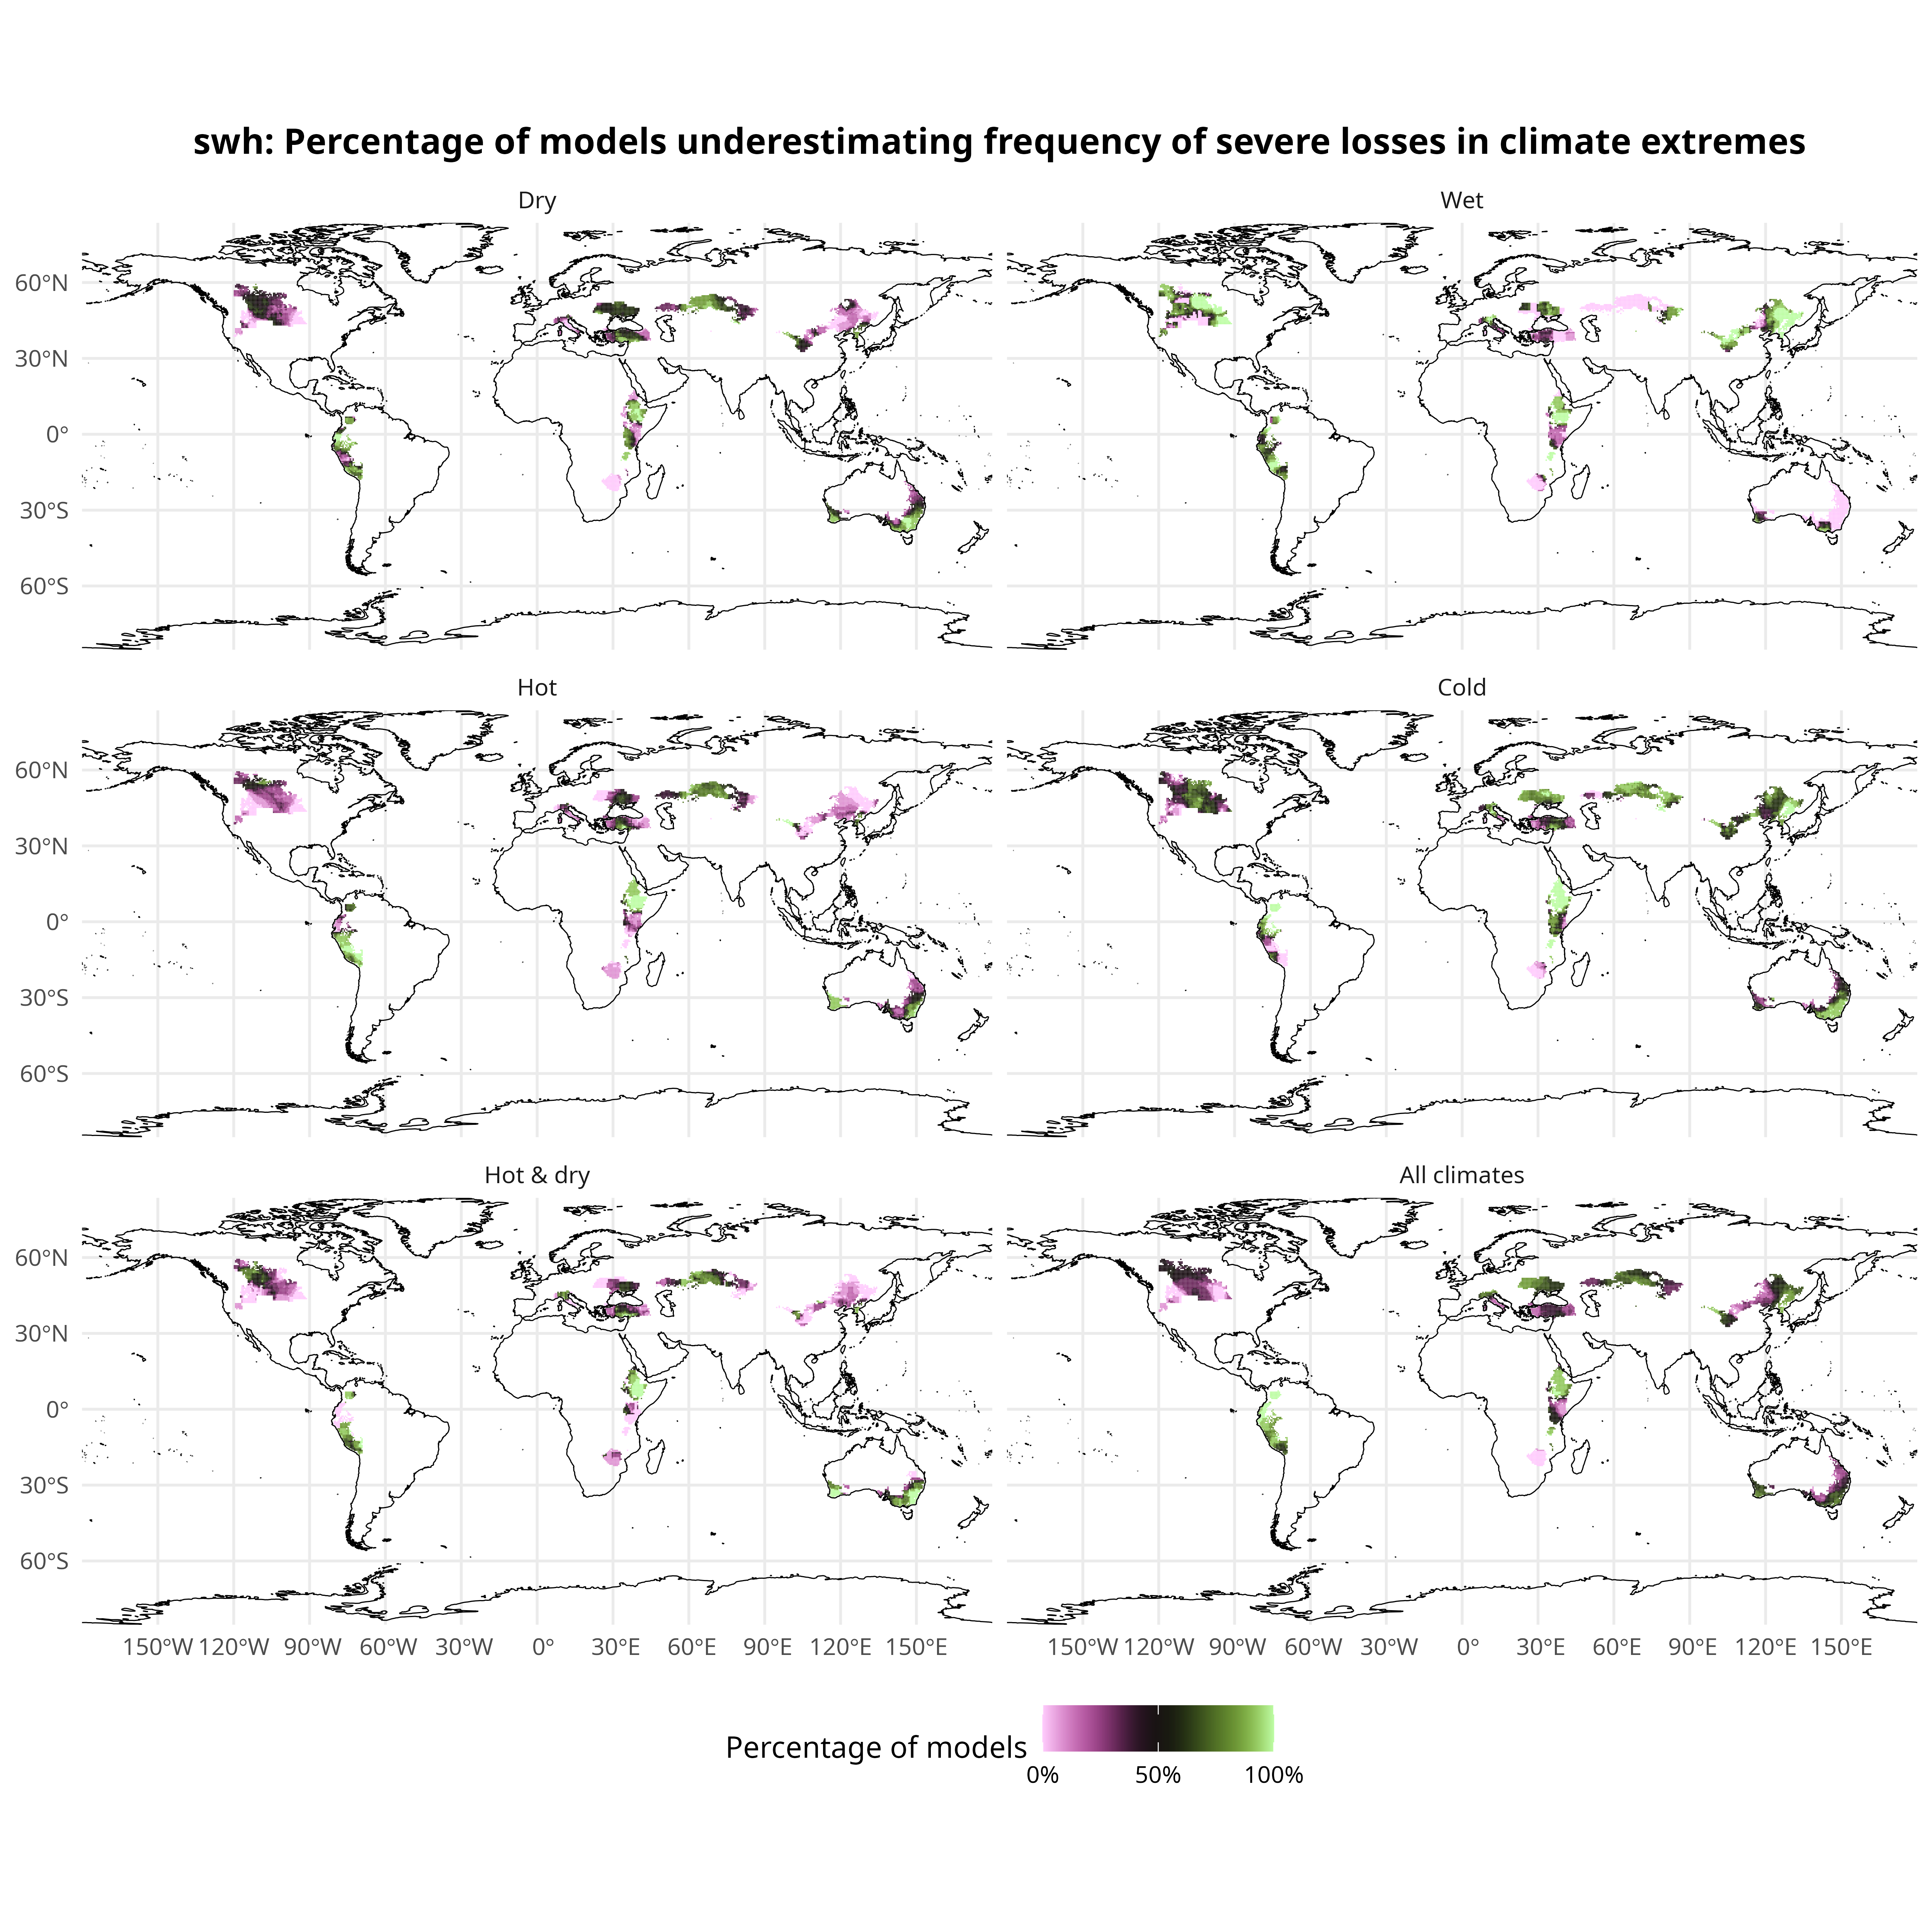 swh: Percentage of models underestimating frequency of severe losses in climate extremes
Dry
Wet
60°N
30°N
0°
30°S
60°S
Hot
Cold
60°N
30°N
0°
30°S
60°S
Hot & dry
All climates
60°N
30°N
0°
30°S
60°S
150°W 120°W 90°W 60°W 30°W 0° 30°E 60°E 90°E 120°E 150°E
150°W 120°W 90°W 60°W 30°W 0° 30°E 60°E 90°E 120°E 150°E
Percentage of models
0% 50% 100%